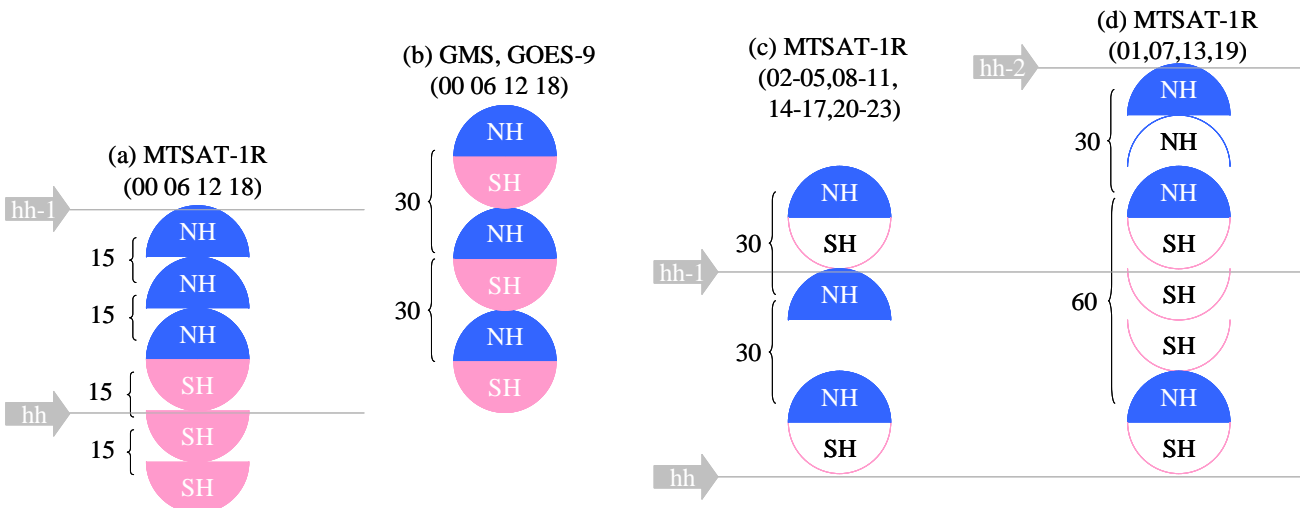 (a) MTSAT-1R
(00 06 12 18)
hh-1
NH
15
NH
15
NH
SH
15
hh
SH
15
SH
(b) GMS, GOES-9
(00 06 12 18)
NH
SH
30
NH
SH
30
NH
SH
(c) MTSAT-1R
(02-05,08-11,
14-17,20-23)
NH
SH
30
hh-1
NH
30
NH
SH
hh
(d) MTSAT-1R
(01,07,13,19)
hh-2
NH
30
NH
NH
SH
SH
60
SH
NH
SH